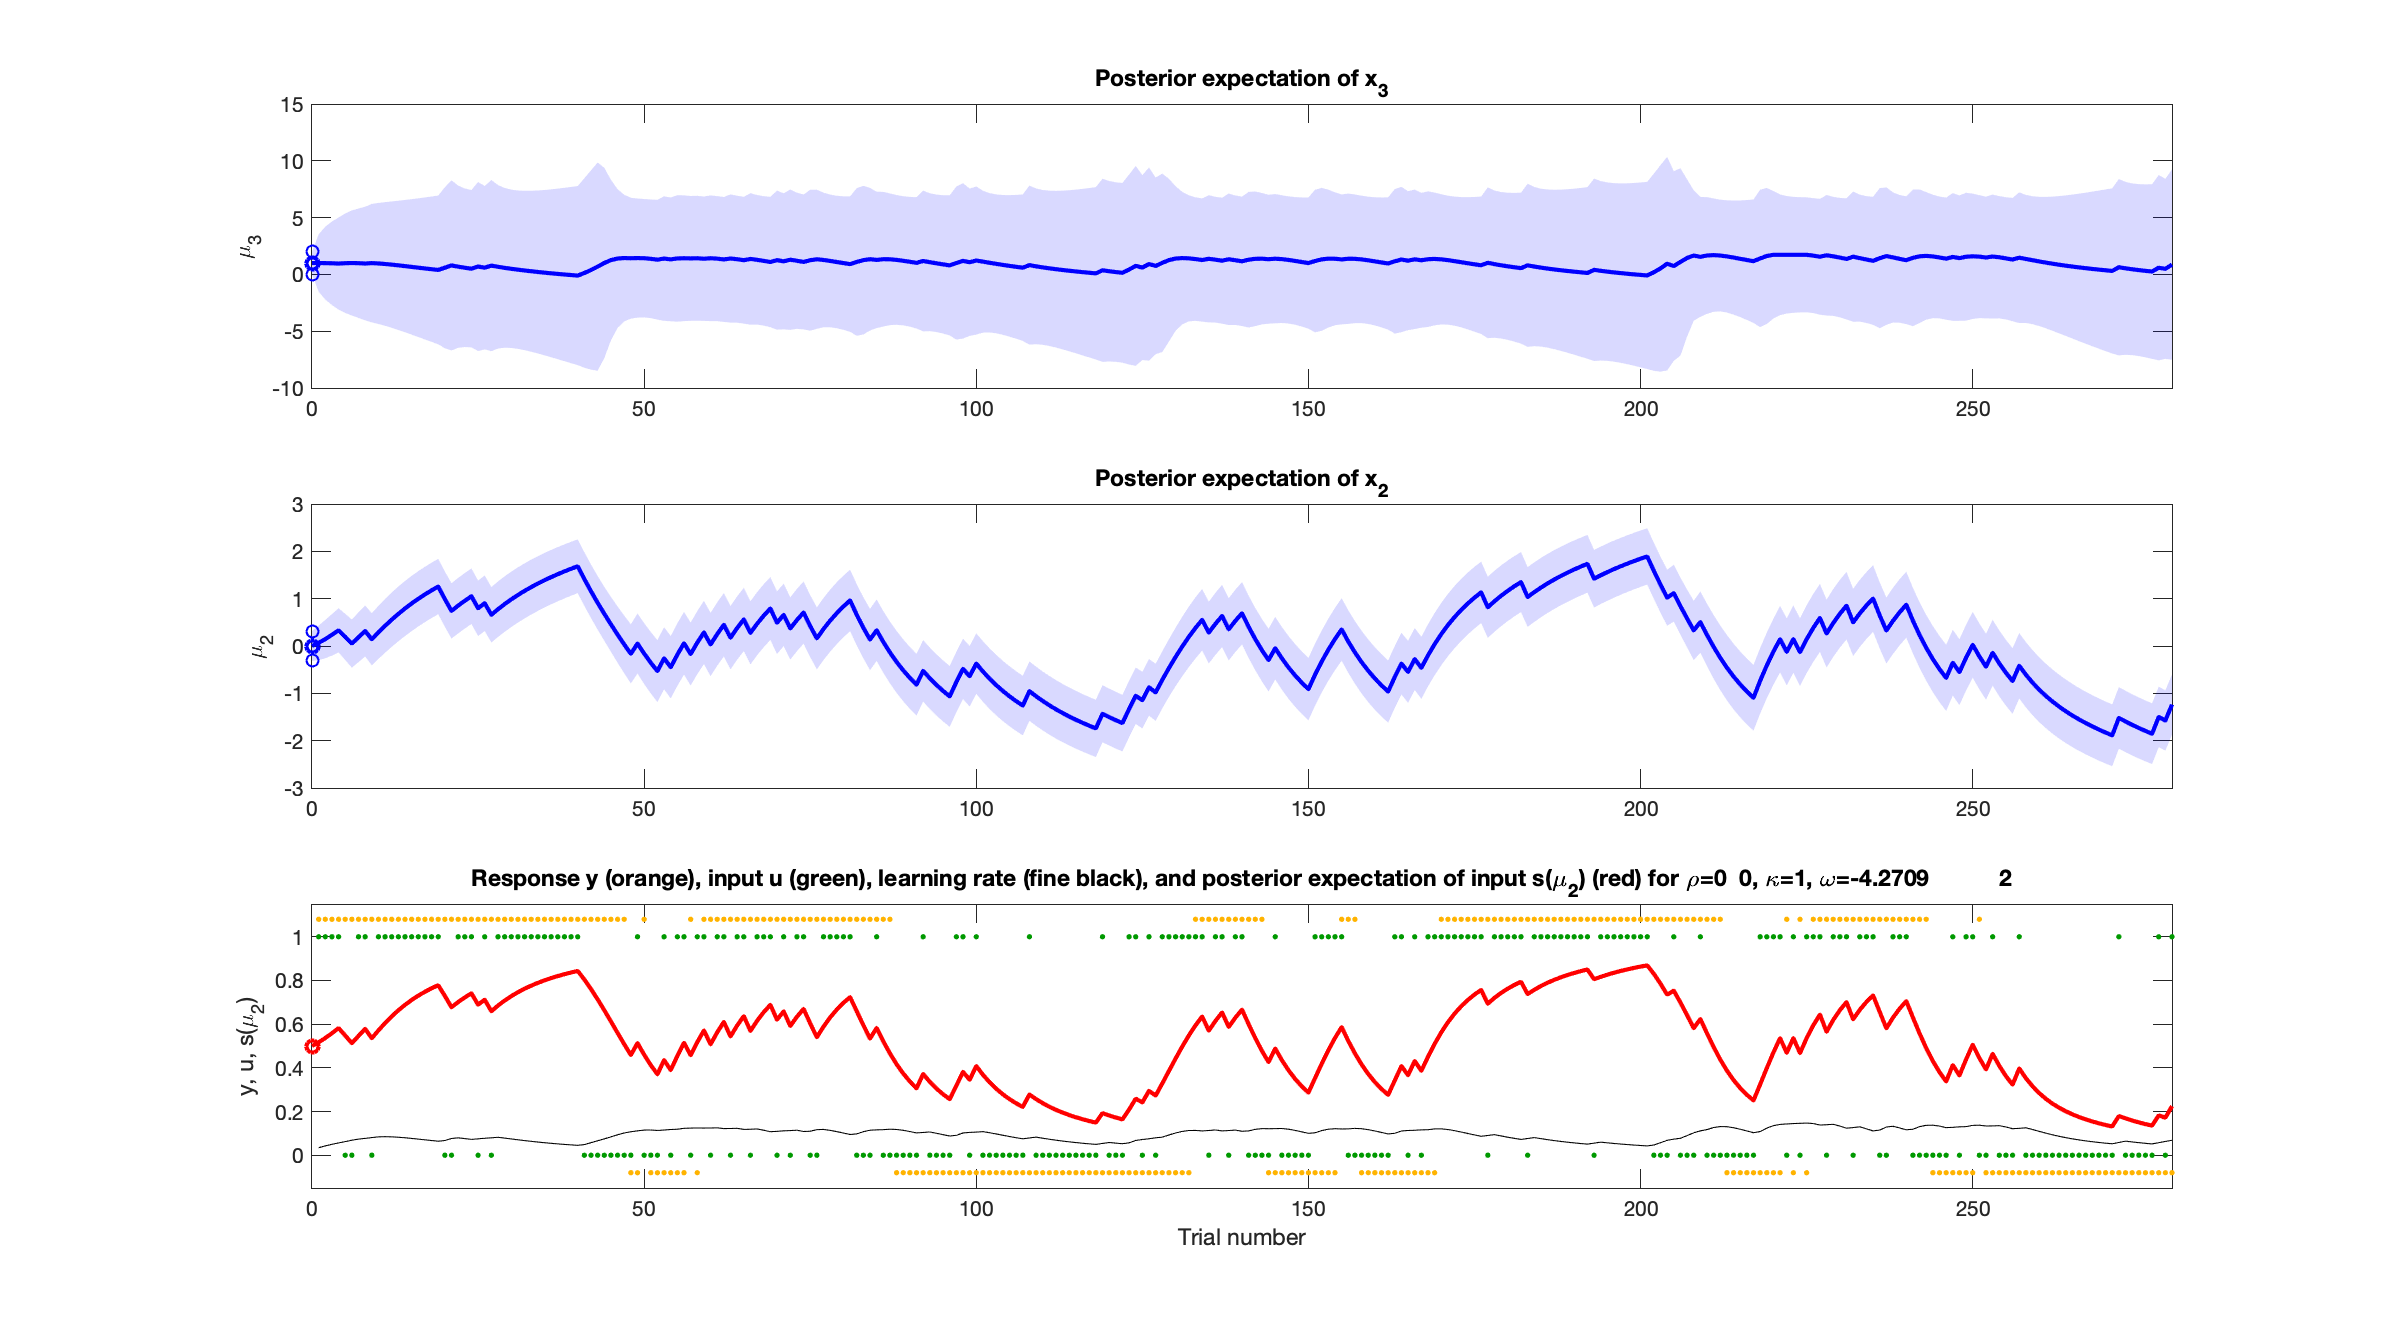 Posterior expectation of x3
15
10
5
0
-5
-10
μ3
0 50 100 150 200 250
Posterior expectation of x2
3
2
1
0
-1
-2
-3
μ2
0 50 100 150 200 250
Response y (orange), input u (green), learning rate (fine black), and posterior expectation of input s(μ2) (red) for ρ=0 0, κ=1, ω=-4.2709 2
1
0.8
0.6
0.4
0.2
0
y, u, s(μ2)
0 50 100 150 200 250
Trial number